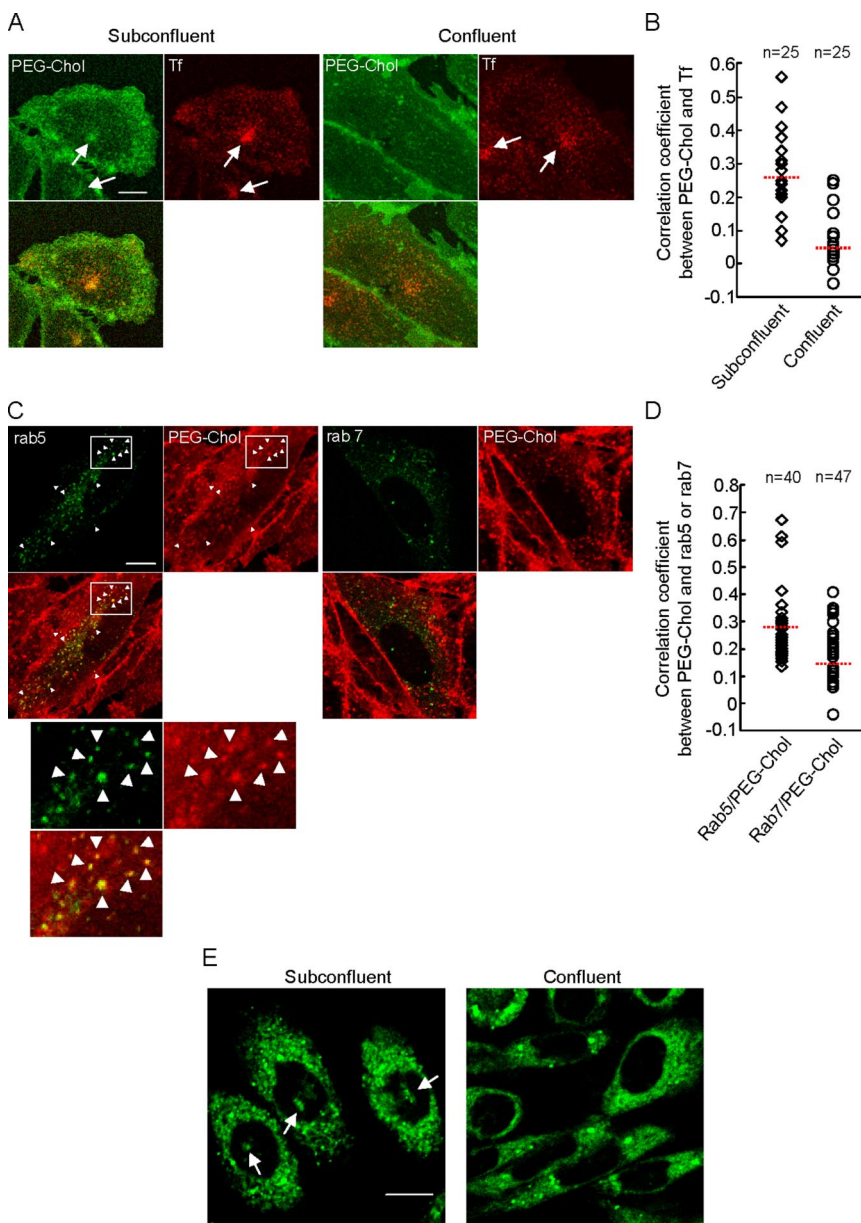 A
Subconfluent
Confluent
PEG-Chol
Tf
PEG-Chol
Tf
B
n=25 n=25
Correlation coefficient
between PEG-Chol and Tf
0.6
0.5
0.4
0.3
0.2
0.1
0
-0.1
Subconfluent
Confluent
C
rab5
PEG-Chol
rab 7
PEG-Chol
D
n=40 n=47
Correlation coefficient
between PEG-Chol and rab5 or rab7
0.8
0.7
0.6
0.5
0.4
0.3
0.2
0.1
0
-0.1
Rab5/PEG-Chol
Rab7/PEG-Chol
E
Subconfluent
Confluent